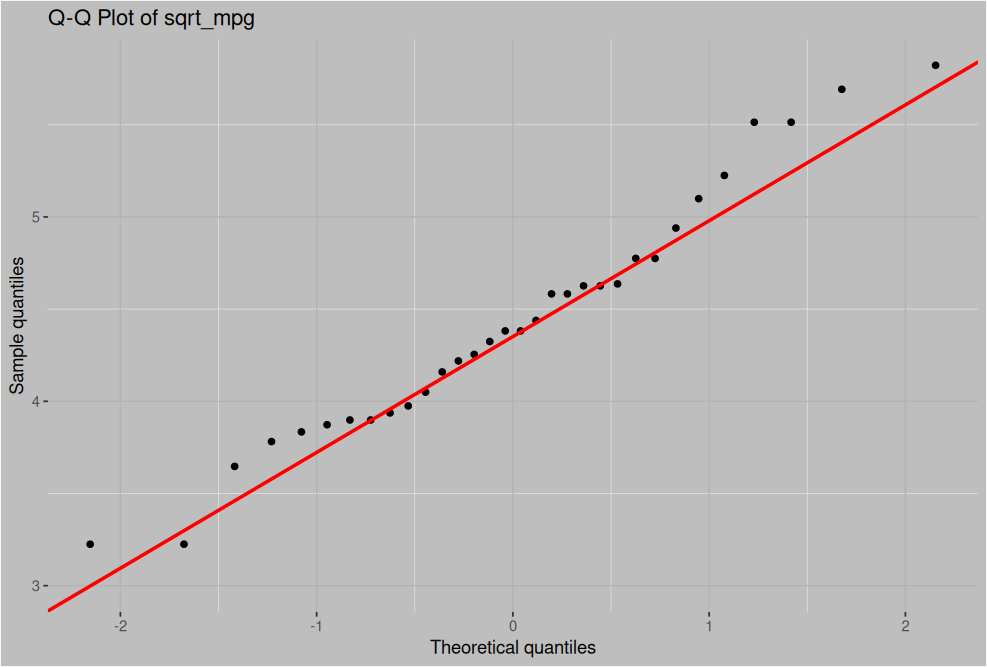 Q-Q Plot of sqrt_mpg
Sample quantiles
5
4
3
-2 -1 0 1 2
Theoretical quantiles